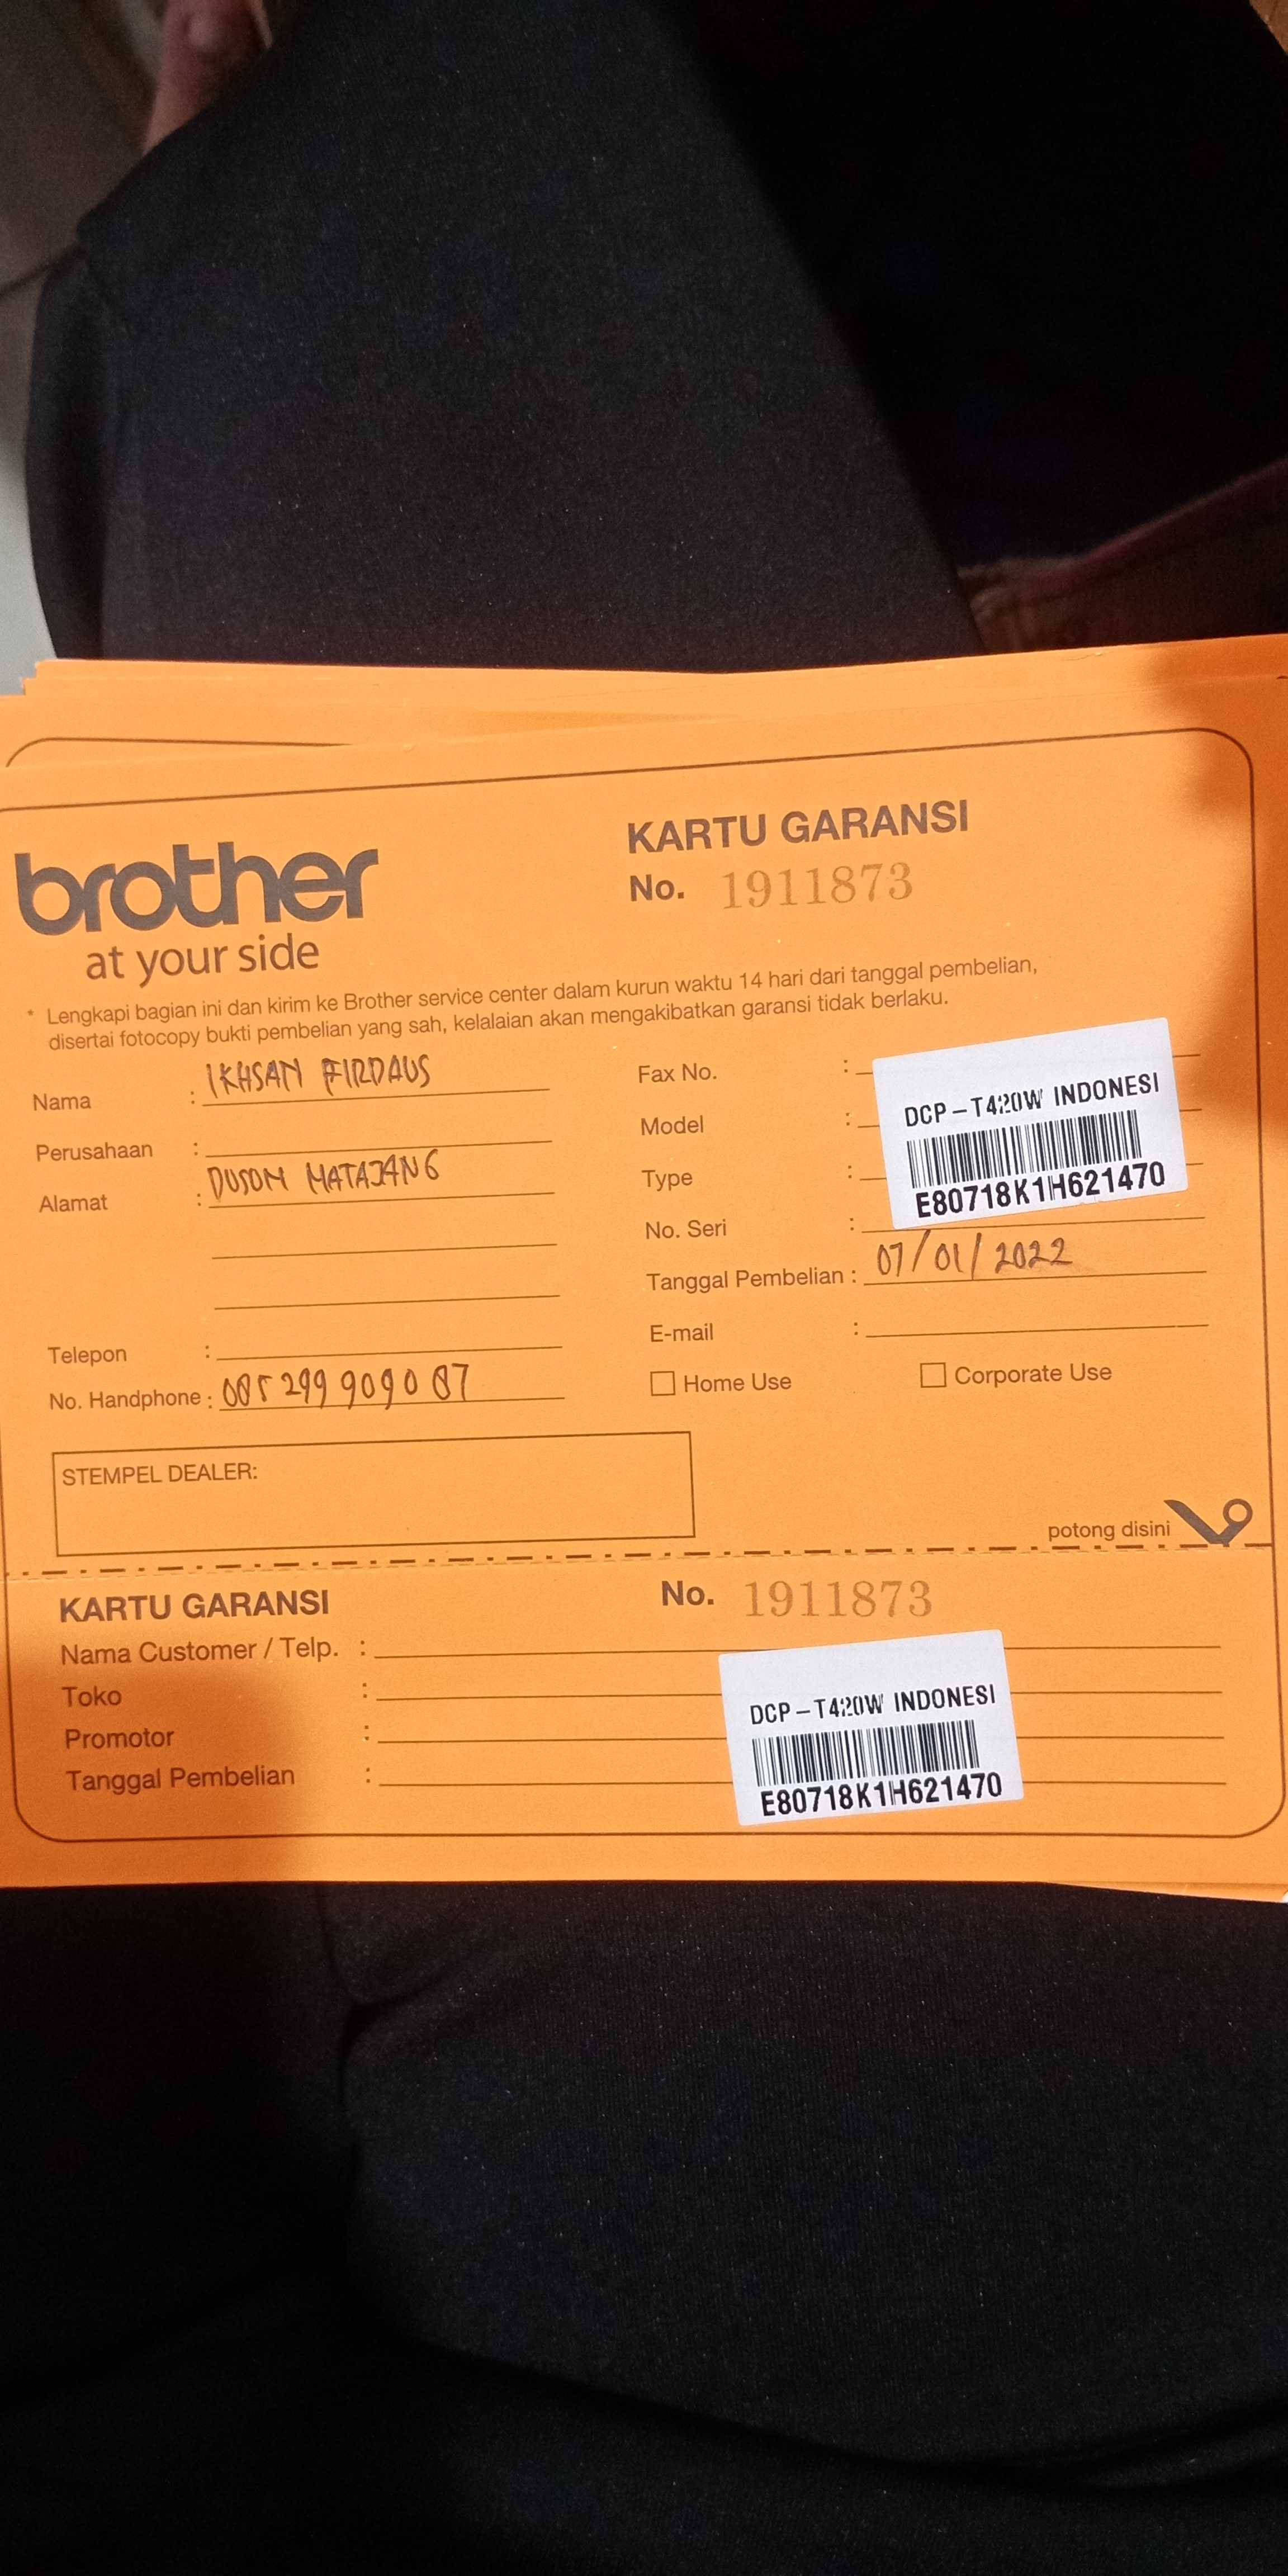 brother
at your side
KARTU GARANSI
No. 1911873
* Lengkapi bagian ini dan kirim ke Brother service center dalam kurun waktu 14 hari dari tanggal pembelian,
disertai fotocopy bukti pembelian yang sah, kelalaian akan mengakibatkan garansi tidak berlaku.
Nama : IKHSAN FIRDAUS
Perusahaan :
Alamat : DUSUN MATAJANG
Telepon :
No. Handphone : 085 299 9090 87
Fax No. :
Model :
Type :
No. Seri :
DCP-T420W INDONESI
E80718K1H621470
Tanggal Pembelian : 07/01/2022
E-mail :
Home Use
Corporate Use
STEMPEL DEALER:
potong disini
KARTU GARANSI
No. 1911873
Nama Customer / Telp. :
Toko :
Promotor :
Tanggal Pembelian :
DCP-T420W INDONESI
E80718K1H621470